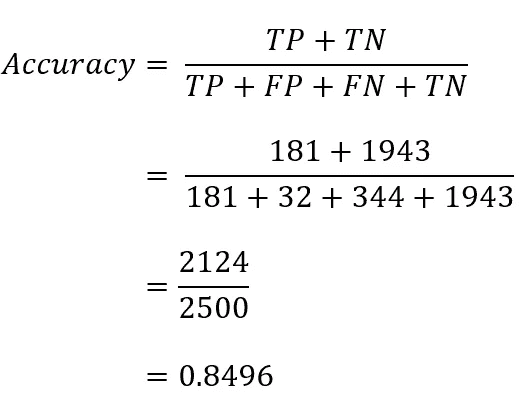 Accuracy = (TP + TN) / (TP + FP + FN + TN)
= (181 + 1943) / (181 + 32 + 344 + 1943)
= 2124 / 2500
= 0.8496